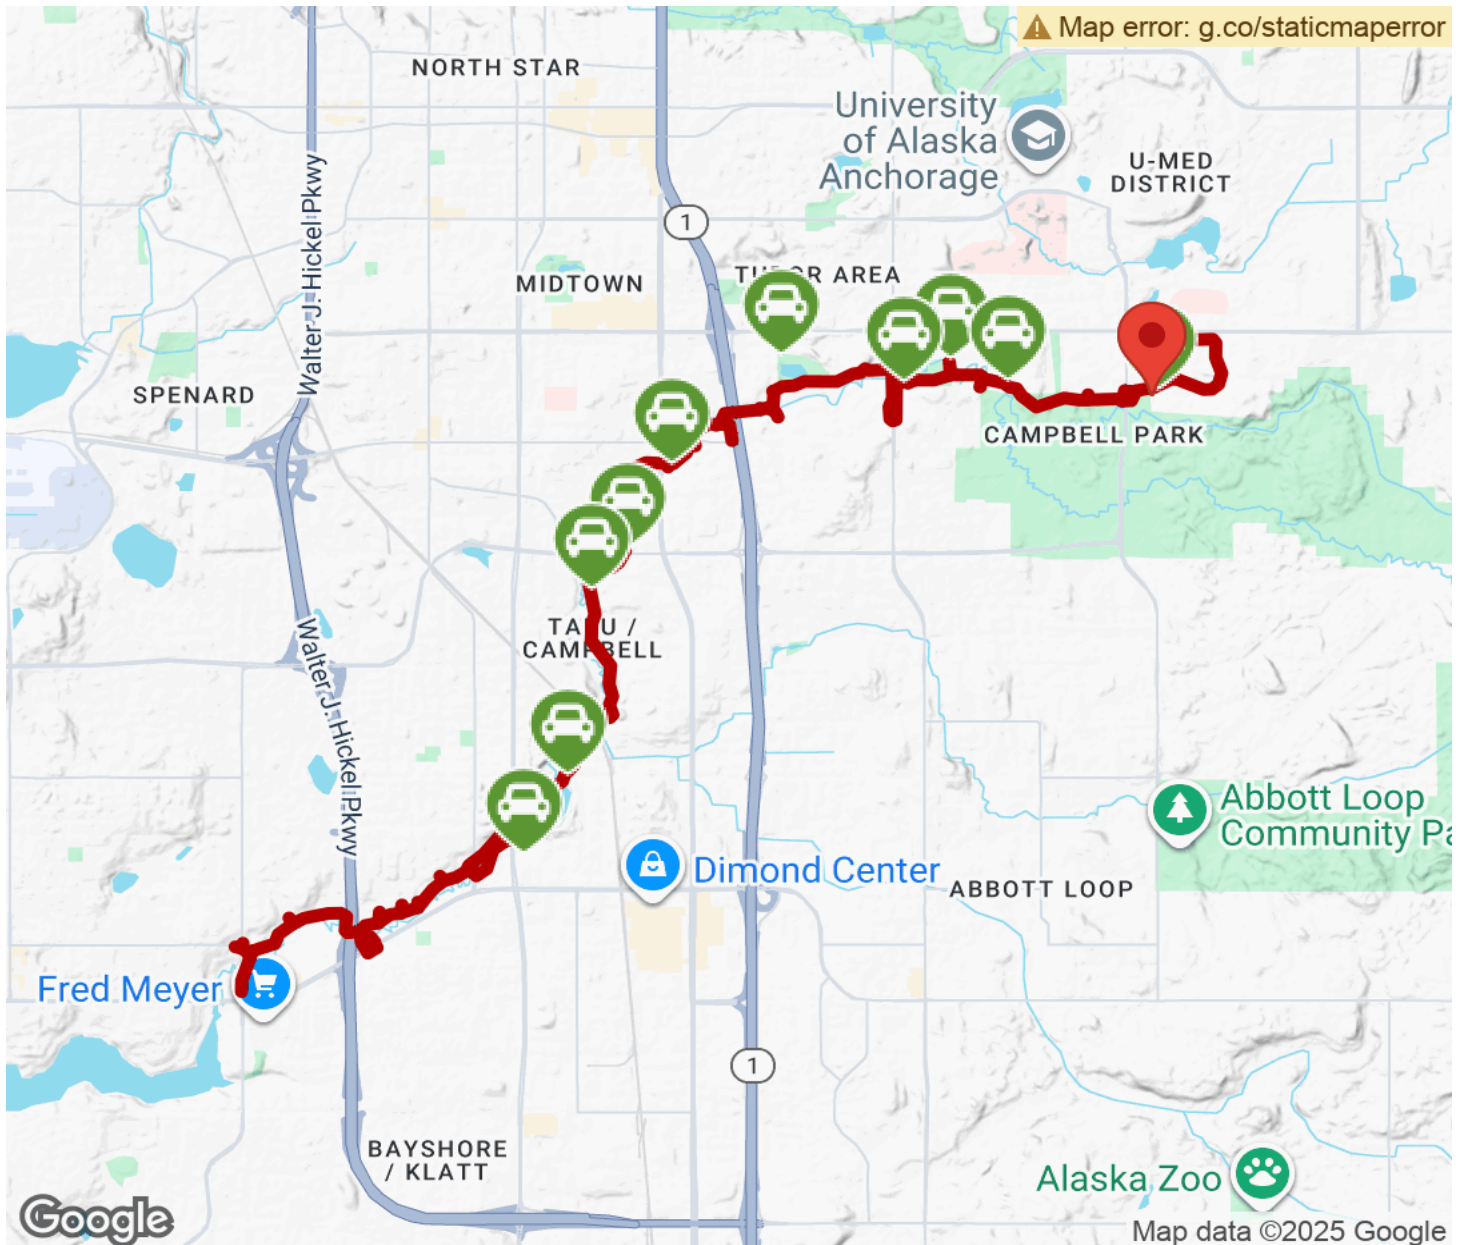 Map error: g.co/staticmaperror
NORTH STAR
University
of Alaska
Anchorage
U-MED
DISTRICT
Walter J. Hickel Pkwy
1
MIDTOWN
AREA
SPENARD
CAMPBELL PARK
Walter J. Hickel Pkwy
Abbott Loop
Community
Dimond Center
ABBOTT LOOP
Fred Meyer
1
BAYSHORE
/ KLATT
Alaska Zoo
Google
Map data ©2025 Google